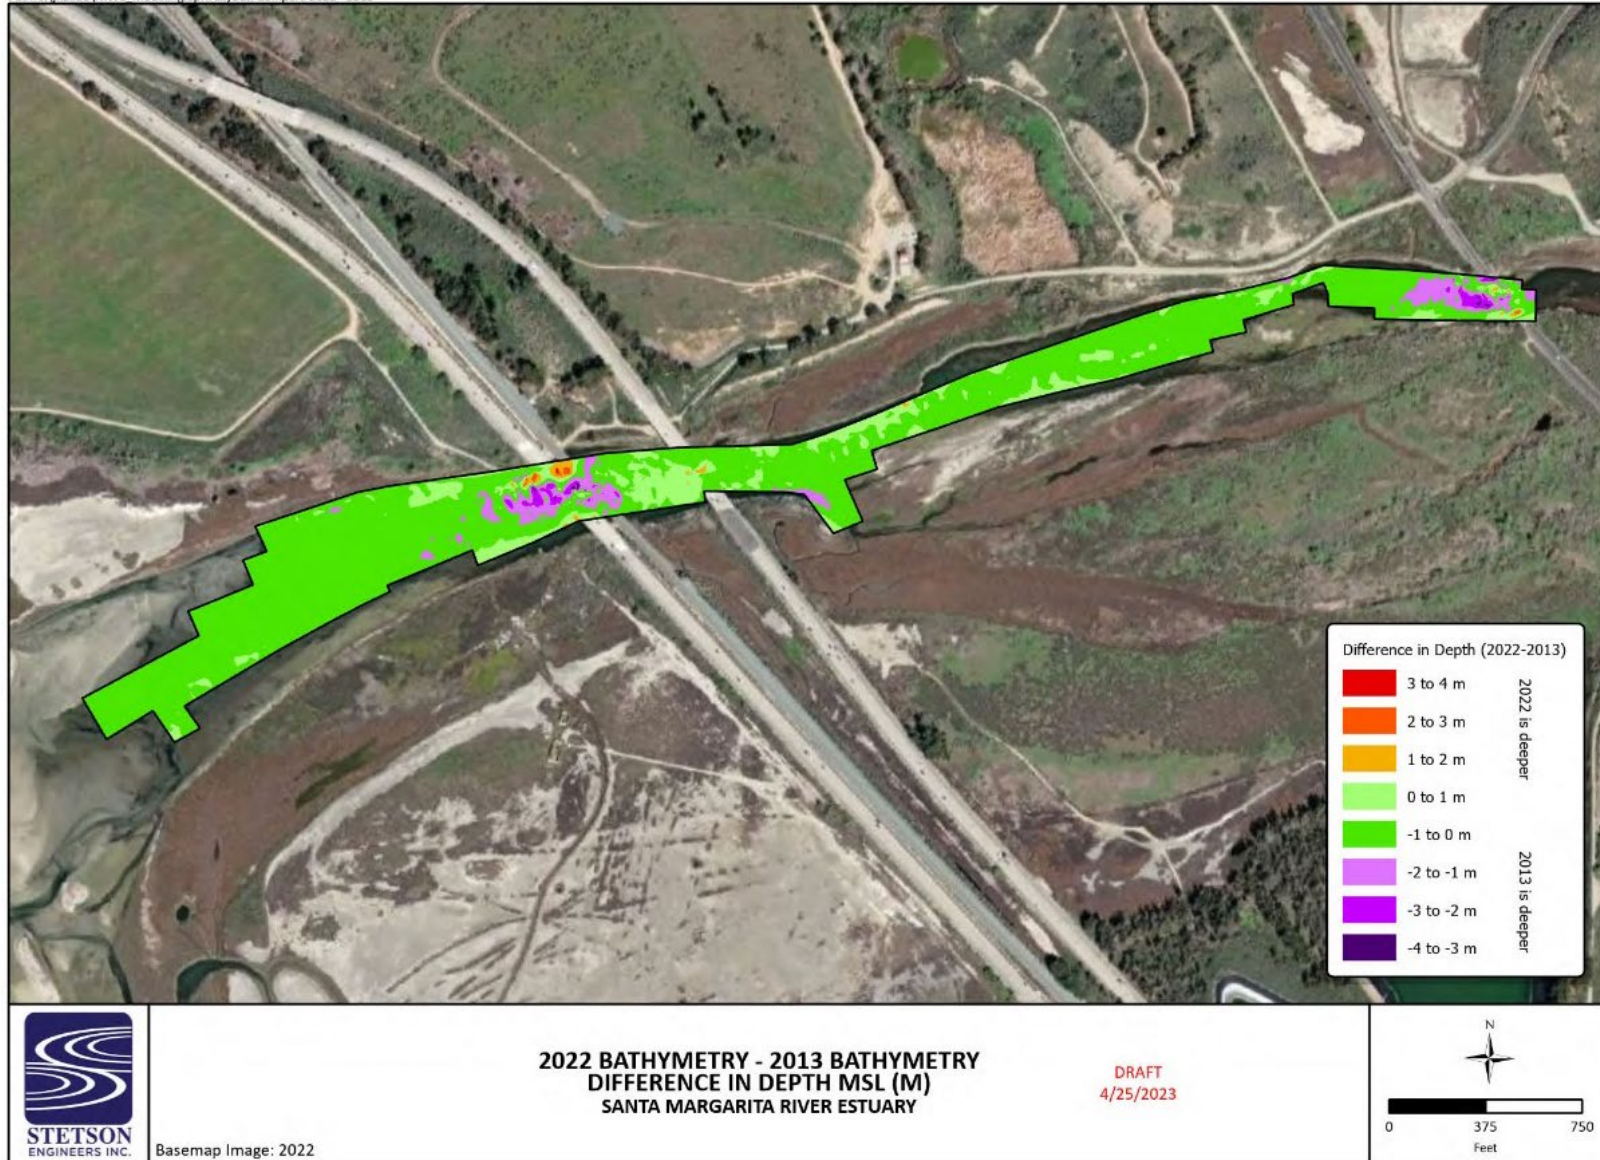 Difference in Depth (2022-2013)
3 to 4 m
2 to 3 m
1 to 2 m
0 to 1 m
-1 to 0 m
-2 to -1 m
-3 to -2 m
-4 to -3 m
2022 is deeper
2013 is deeper
STETSON
ENGINEERS INC.
Basemap Image: 2022
2022 BATHYMETRY - 2013 BATHYMETRY
DIFFERENCE IN DEPTH MSL (M)
SANTA MARGARITA RIVER ESTUARY
DRAFT
4/25/2023
N
0 375 750
Feet